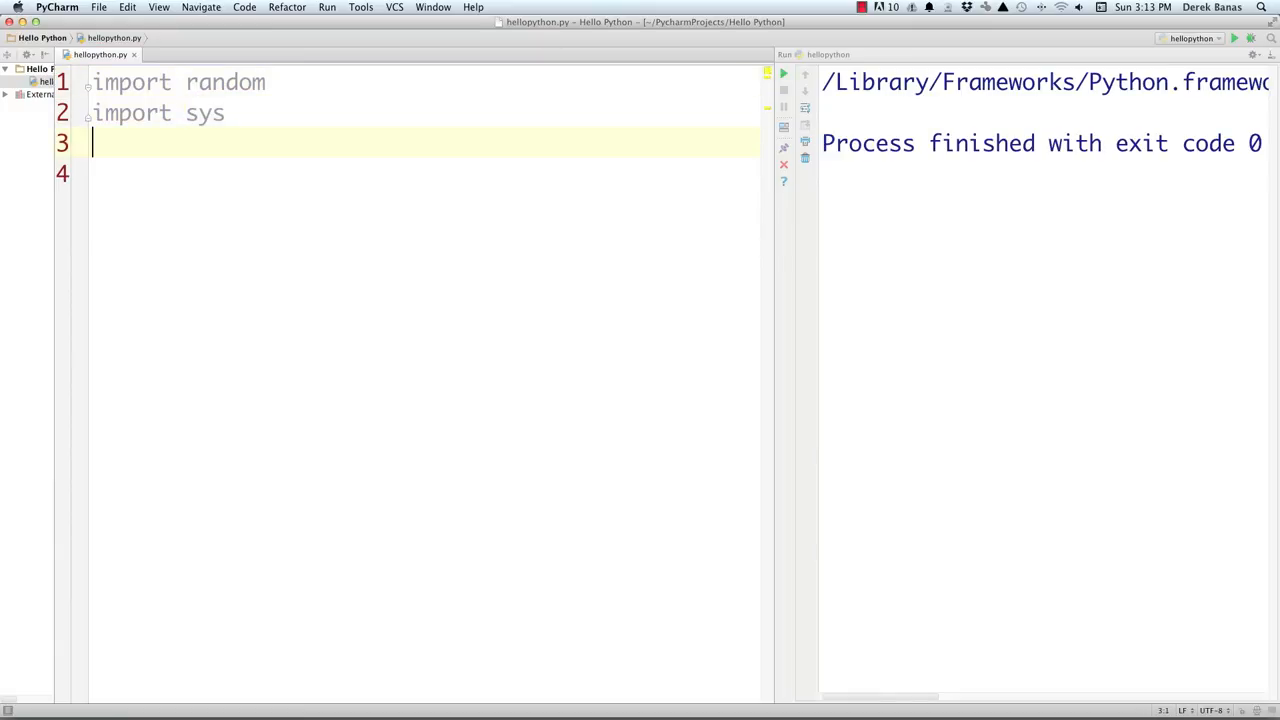 PyCharm File Edit View Navigate Code Refactor Run Tools VCS Window Help 10 Sun 3:13 PM Derek Banas
hellopython.py – Hello Python – [~/PycharmProjects/Hello Python]
Hello Python hellopython.py hellopython
hellopython.py Run hellopython
Hello P
hell
Externa
1 import random
2 import sys
3
4
/Library/Frameworks/Python.framewo
Process finished with exit code 0
3:1 LF UTF-8